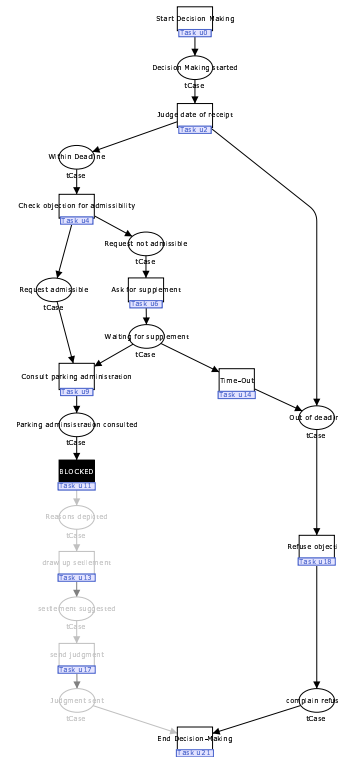 Start Decision Making
Task u0
Decision Making started
tCase
Judge date of receipt
Task u2
Within Deadline
tCase
Check objection for admissibility
Task u4
Request not admissible
tCase
Request admissible
tCase
Ask for supplement
Task u6
Waiting for supplement
tCase
Consult parking administration
Task u9
Time-Out
Task u14
Out of deadl
tCase
Parking administration consulted
tCase
BLOCKED
Task u11
Reasons depicted
tCase
draw up settlement
Task u13
Refuse objecti
Task u18
settlement suggested
tCase
send judgment
Task u17
Judgment sent
tCase
complain refus
tCase
End Decision-Making
Task u21